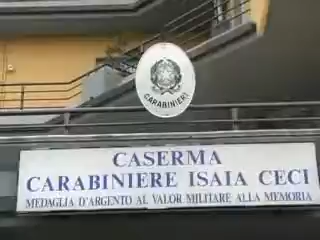 CARABINIERI
CASERMA
CARABINIERE ISAIA CECI
MEDAGLIA D'ARGENTO AL VALOR MILITARE ALLA MEMORIA